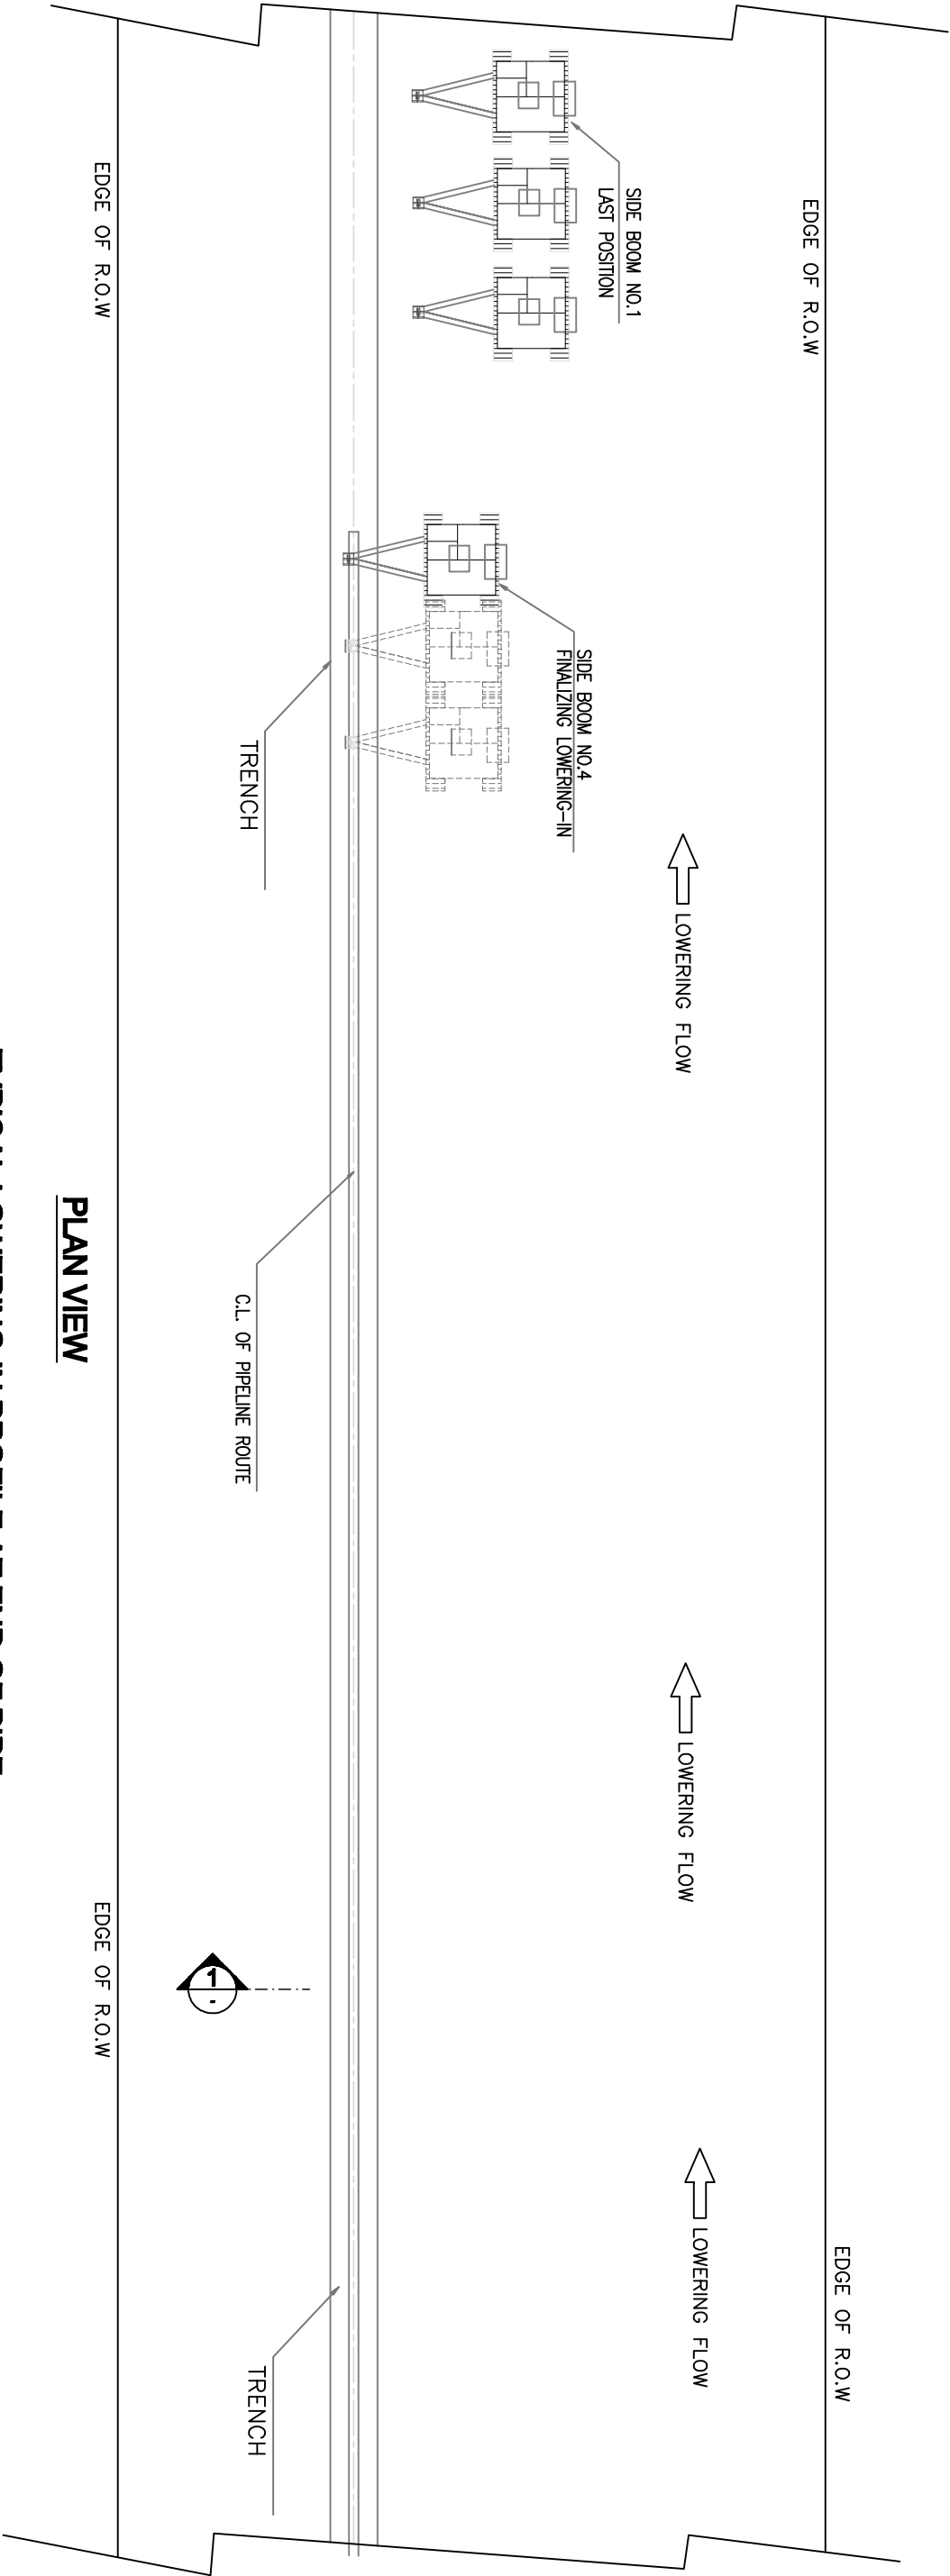 EDGE OF R.O.W
EDGE OF R.O.W
LOWERING FLOW
LOWERING FLOW
LOWERING FLOW
SIDE BOOM NO.1
LAST POSITION
SIDE BOOM NO.4
FINALIZING LOWERING-IN
TRENCH
C.L. OF PIPELINE ROUTE
TRENCH
1
-
EDGE OF R.O.W
EDGE OF R.O.W
PLAN VIEW